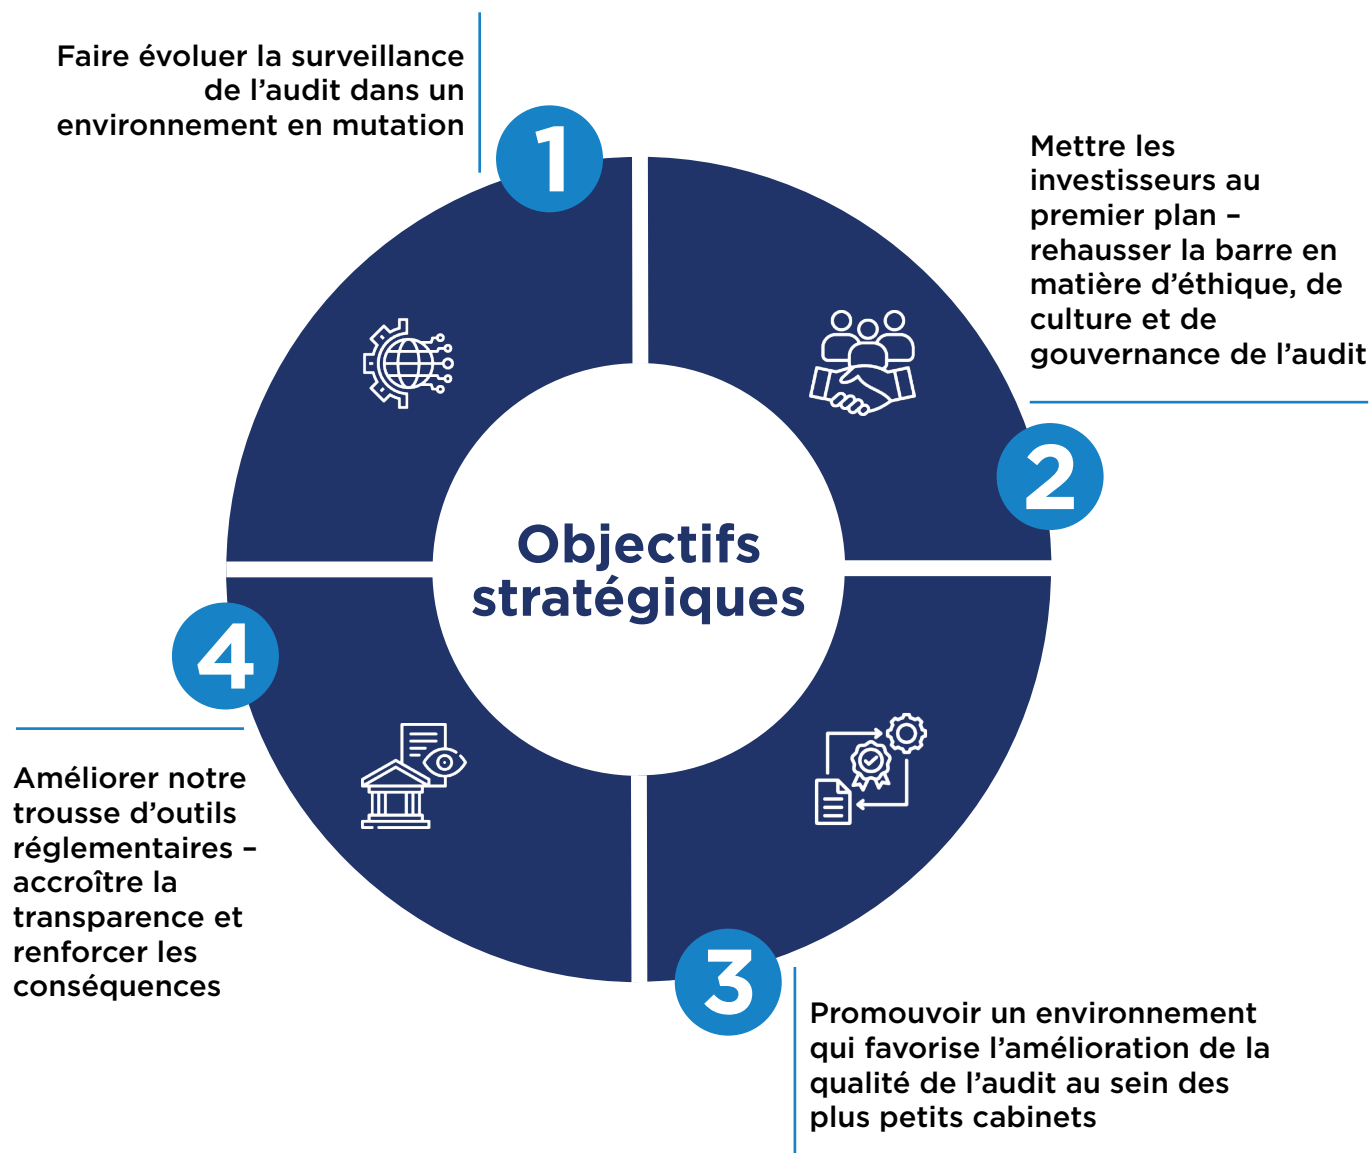 Faire évoluer la surveillance
de l’audit dans un
environnement en mutation
1
Mettre les
investisseurs au
premier plan –
rehausser la barre en
matière d’éthique, de
culture et de
gouvernance de l’audit
2
Objectifs
stratégiques
4
Améliorer notre
trousse d’outils
réglementaires –
accroître la
transparence et
renforcer les
conséquences
3
Promouvoir un environnement
qui favorise l’amélioration de la
qualité de l’audit au sein des
plus petits cabinets